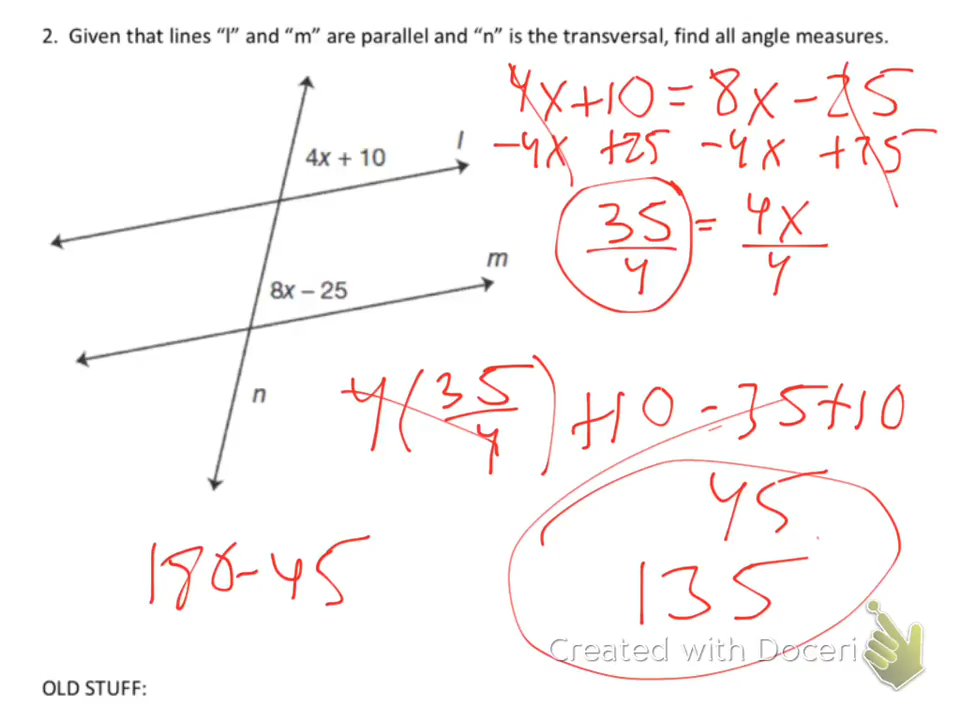 2. Given that lines “l” and “m” are parallel and “n” is the transversal, find all angle measures.
4x+10=8x-25
-4x +25 -4x +25
l
4x + 10
35/4 = 4x/4
m
8x – 25
n
4(35/4)+10=35+10
45
180-45
135
Created with Doceri
OLD STUFF: